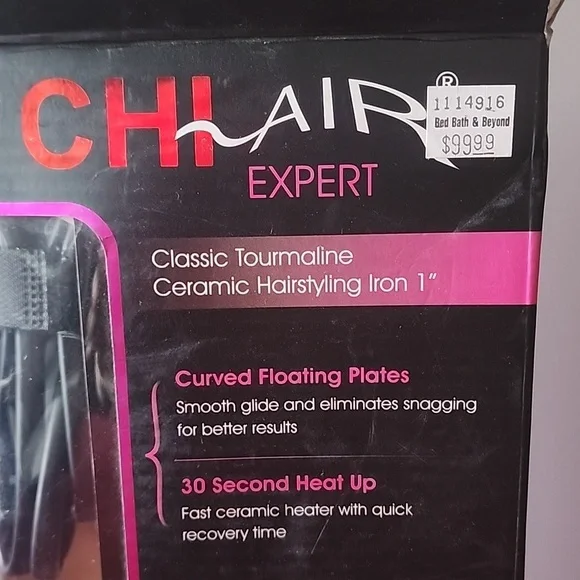 CHI AIR®
EXPERT
1114916
Bed Bath & Beyond
$9999
Classic Tourmaline
Ceramic Hairstyling Iron 1”
Curved Floating Plates
Smooth glide and eliminates snagging
for better results
30 Second Heat Up
Fast ceramic heater with quick
recovery time